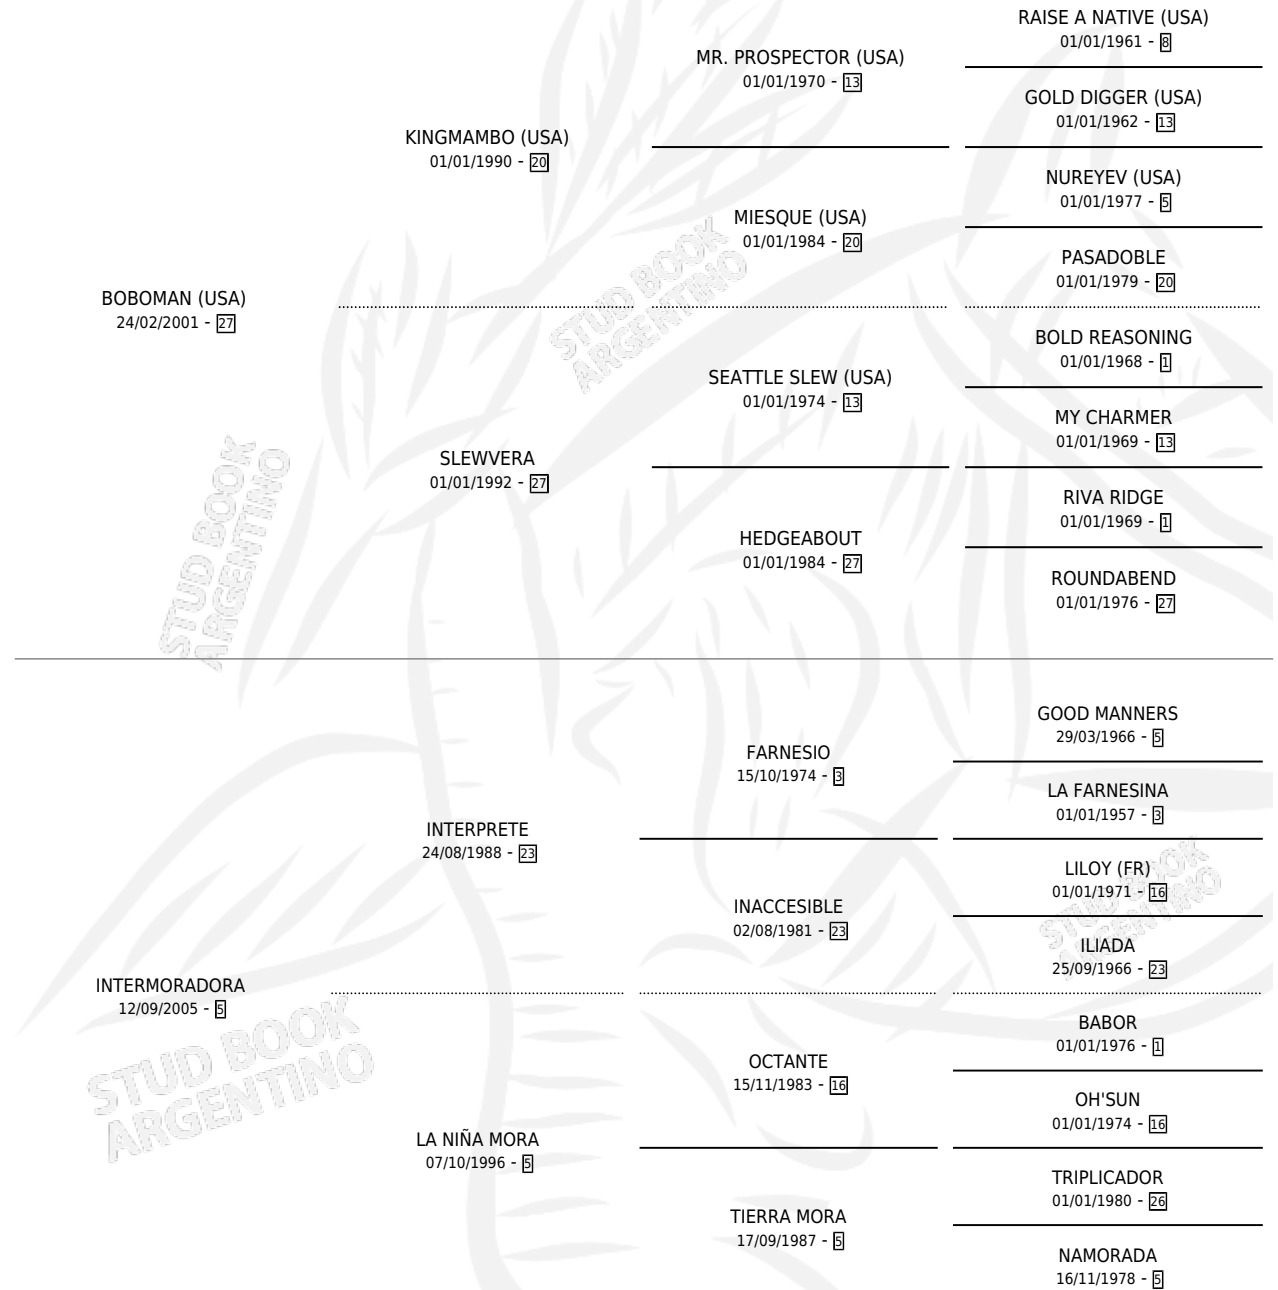 RAISE A NATIVE (USA)
01/01/1961 - 8
MR. PROSPECTOR (USA)
01/01/1970 - 13
GOLD DIGGER (USA)
01/01/1962 - 13
KINGMAMBO (USA)
01/01/1990 - 20
NUREYEV (USA)
01/01/1977 - 5
MIESQUE (USA)
01/01/1984 - 20
PASADOBLE
01/01/1979 - 20
BOBOMAN (USA)
24/02/2001 - 27
STUD BOOK
ARGENTINO
BOLD REASONING
01/01/1968 - 1
SEATTLE SLEW (USA)
01/01/1974 - 13
MY CHARMER
01/01/1969 - 13
SLEWVERA
01/01/1992 - 27
RIVA RIDGE
01/01/1969 - 1
HEDGEABOUT
01/01/1984 - 27
ROUNDABEND
01/01/1976 - 27
STUD BOOK
ARGENTINO
GOOD MANNERS
29/03/1966 - 5
FARNESIO
15/10/1974 - 3
LA FARNESINA
01/01/1957 - 3
INTERPRETE
24/08/1988 - 23
LILOY (FR)
01/01/1971 - 16
INACCESIBLE
02/08/1981 - 23
ILIADA
25/09/1966 - 23
STUD BOOK
ARGENTINO
INTERMORADORA
12/09/2005 - 5
BABOR
01/01/1976 - 1
OCTANTE
15/11/1983 - 16
OH'SUN
01/01/1974 - 16
STUD BOOK
ARGENTINO
LA NIÑA MORA
07/10/1996 - 5
TRIPLICADOR
01/01/1980 - 26
TIERRA MORA
17/09/1987 - 5
NAMORADA
16/11/1978 - 5